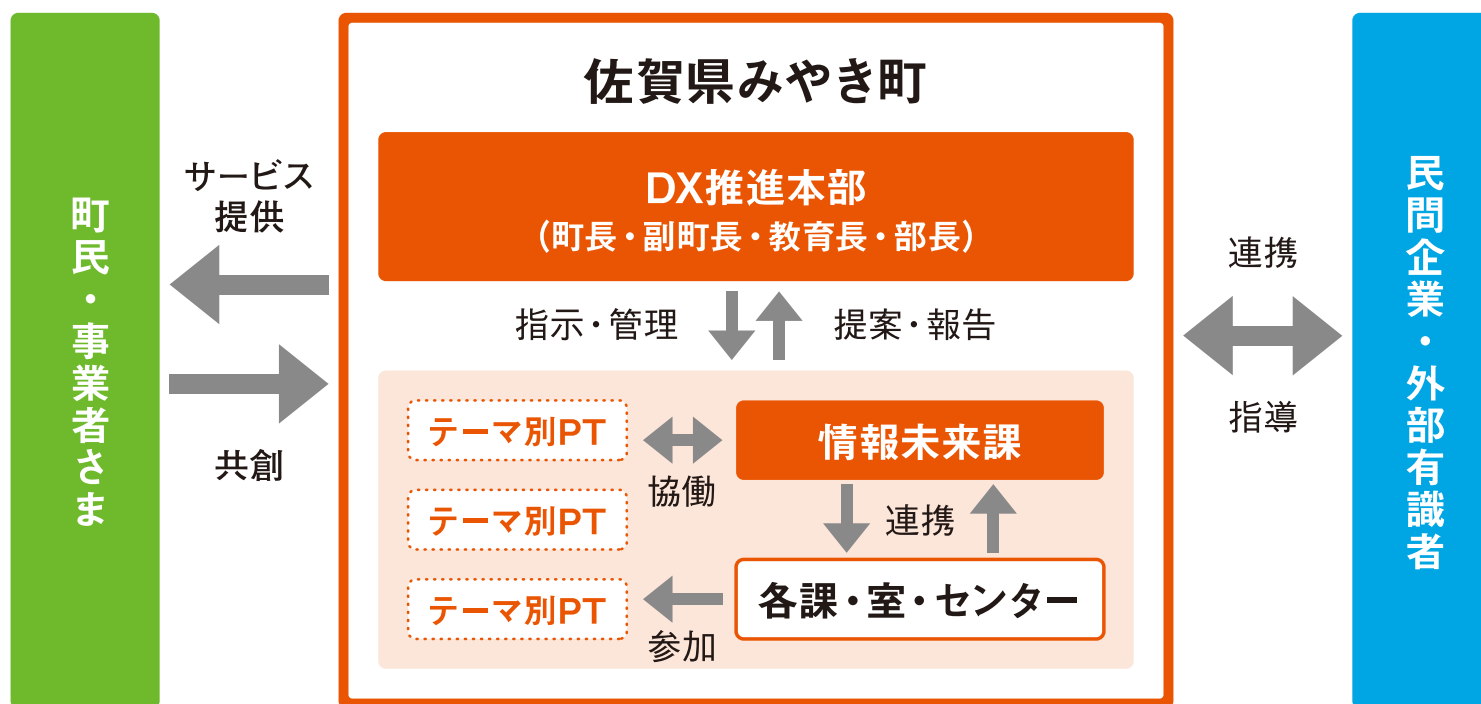 佐賀県みやき町
DX推進本部
(町長・副町長・教育長・部長)
指示・管理
提案・報告
テーマ別PT
テーマ別PT
テーマ別PT
協働
情報未来課
連携
各課・室・センター
参加
町民・事業者さま
サービス
提供
共創
連携
指導
民間企業・外部有識者